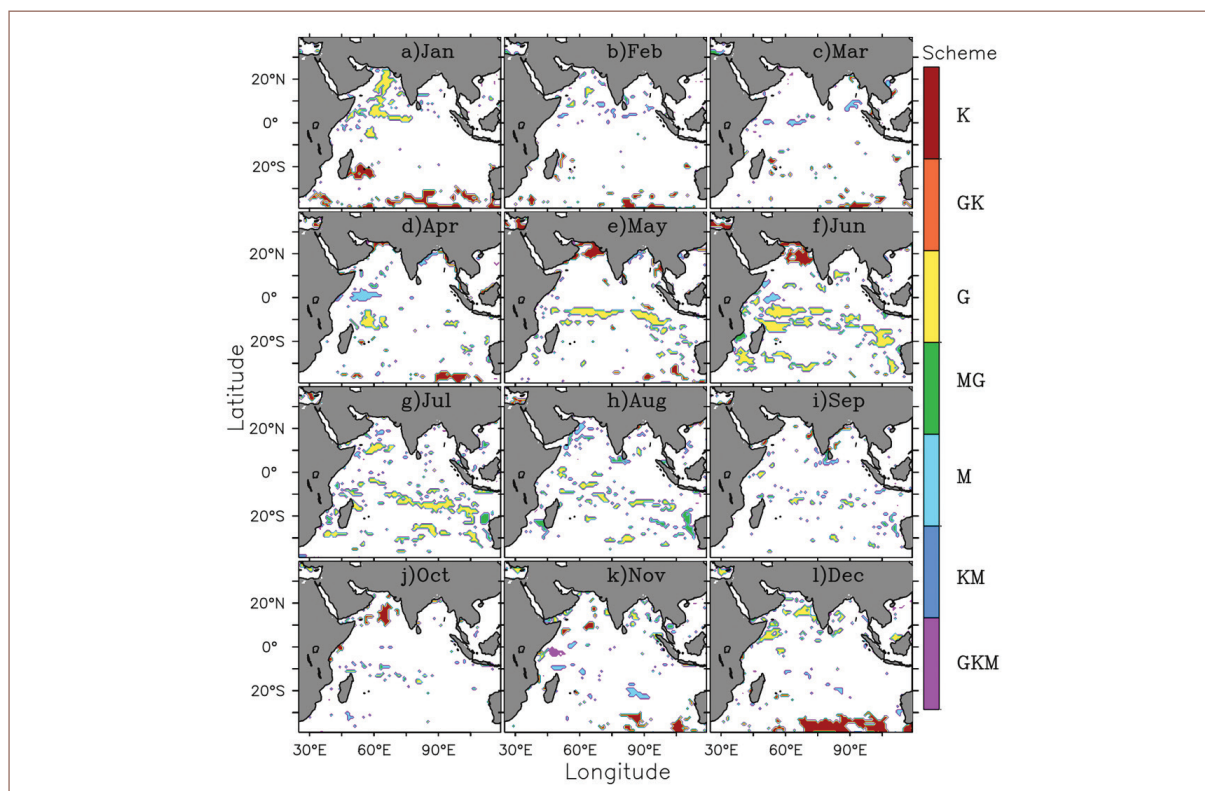 a)Jan b)Feb c)Mar Scheme
20°N
0°
20°S
K
GK
d)Apr e)May f)Jun
20°N
0°
20°S
G
MG
Latitude
g)Jul h)Aug i)Sep
20°N
0°
20°S
M
KM
j)Oct k)Nov l)Dec
20°N
0°
20°S
GKM
30°E 60°E 90°E 30°E 60°E 90°E 30°E 60°E 90°E
Longitude